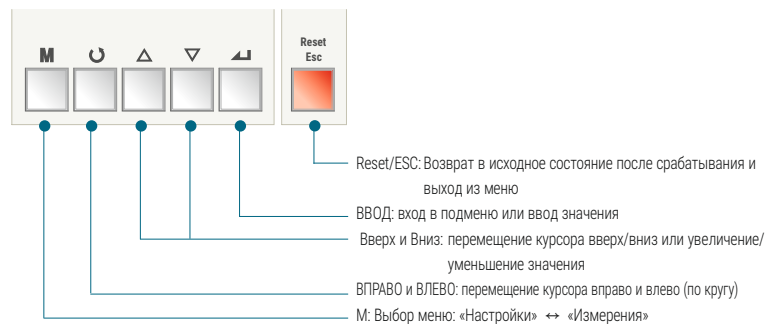 M
Reset
Esc
Reset/ESC: Возврат в исходное состояние после срабатывания и
выход из меню
ВВОД: вход в подменю или ввод значения
Вверх и Вниз: перемещение курсора вверх/вниз или увеличение/
уменьшение значения
ВПРАВО и ВЛЕВО: перемещение курсора вправо и влево (по кругу)
М: Выбор меню: «Настройки» ↔ «Измерения»